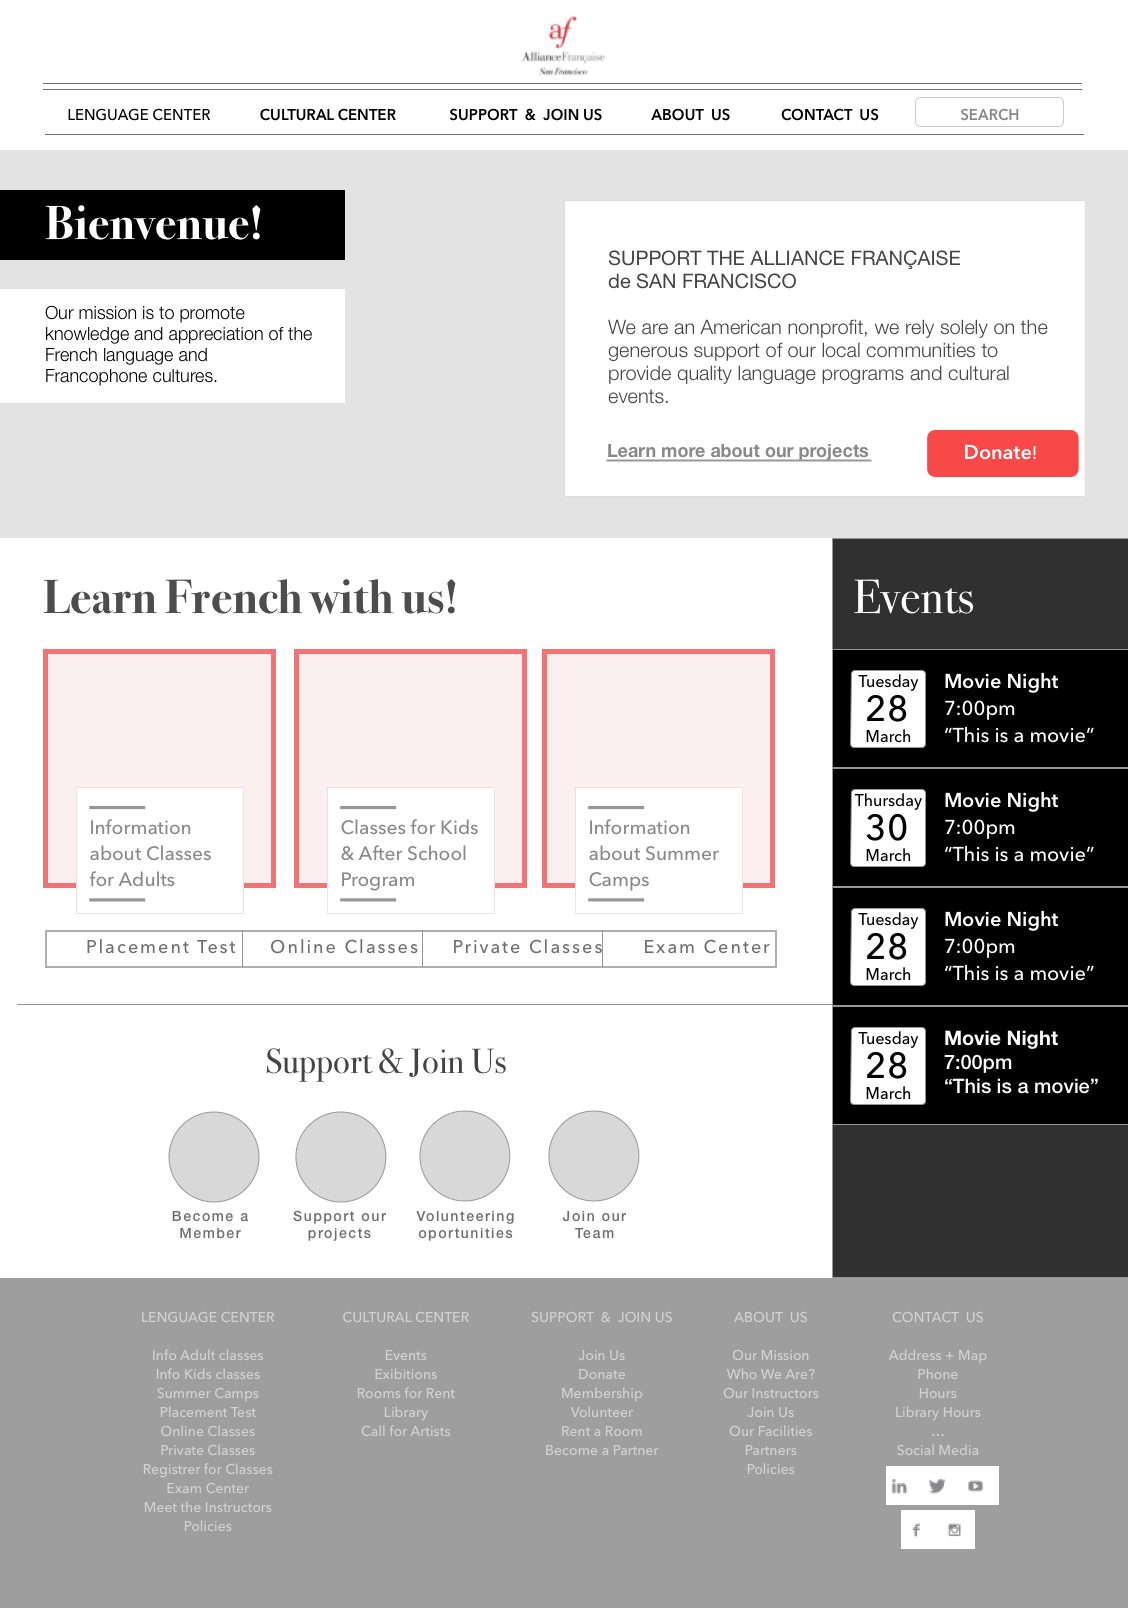 af
AllianceFrançaise
San Francisco
LENGUAGE CENTER
CULTURAL CENTER
SUPPORT & JOIN US
ABOUT US
CONTACT US
SEARCH
Bienvenue!
Our mission is to promote
knowledge and appreciation of the
French language and
Francophone cultures.
SUPPORT THE ALLIANCE FRANÇAISE
de SAN FRANCISCO
We are an American nonprofit, we rely solely on the
generous support of our local communities to
provide quality language programs and cultural
events.
Learn more about our projects
Donate!
Learn French with us!
Information
about Classes
for Adults
Classes for Kids
& After School
Program
Information
about Summer
Camps
Placement Test
Online Classes
Private Classes
Exam Center
Events
Tuesday
28
March
Movie Night
7:00pm
“This is a movie”
Thursday
30
March
Movie Night
7:00pm
“This is a movie”
Tuesday
28
March
Movie Night
7:00pm
“This is a movie”
Tuesday
28
March
Movie Night
7:00pm
“This is a movie”
Support & Join Us
Become a
Member
Support our
projects
Volunteering
oportunities
Join our
Team
LENGUAGE CENTER
Info Adult classes
Info Kids classes
Summer Camps
Placement Test
Online Classes
Private Classes
Registrer for Classes
Exam Center
Meet the Instructors
Policies
CULTURAL CENTER
Events
Exibitions
Rooms for Rent
Library
Call for Artists
SUPPORT & JOIN US
Join Us
Donate
Membership
Volunteer
Rent a Room
Become a Partner
ABOUT US
Our Mission
Who We Are?
Our Instructors
Join Us
Our Facilities
Partners
Policies
CONTACT US
Address + Map
Phone
Hours
Library Hours
...
Social Media